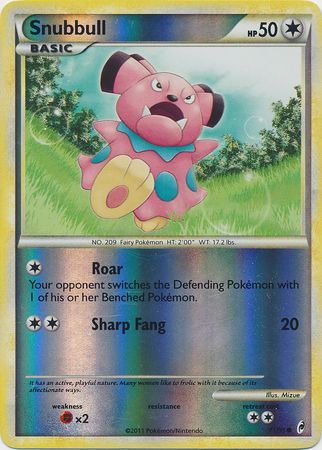 Snubbull
HP 50
BASIC
NO. 209 Fairy Pokémon HT: 2'00" WT: 17.2 lbs.
Roar
Your opponent switches the Defending Pokémon with
1 of his or her Benched Pokémon.
Sharp Fang 20
Illus. Mizue
It has an active, playful nature. Many women like to frolic with it because of its
affectionate ways.
weakness resistance retreat cost
×2
©2011 Pokémon/Nintendo